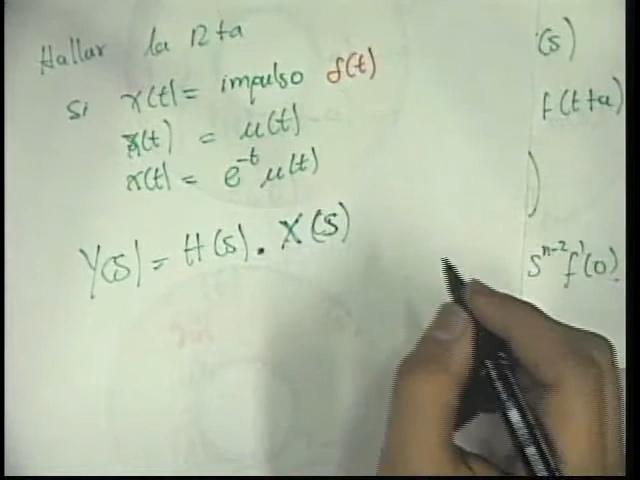 Hallar la Rta
Si x(t) = impulso δ(t)
x(t) = μ(t)
x(t) = e^-t μ(t)
Y(s) = H(s) . X(s)
(s)
f(t+a)
)
s^n-2 f'(0)